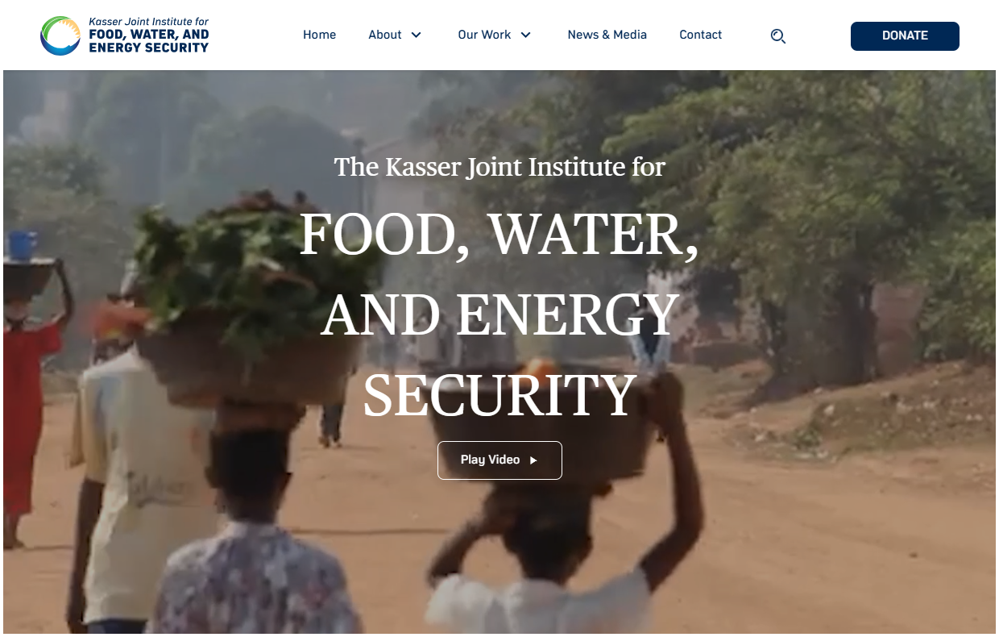 Kasser Joint Institute for
FOOD, WATER, AND
ENERGY SECURITY
Home
About
Our Work
News & Media
Contact
DONATE
The Kasser Joint Institute for
FOOD, WATER,
AND ENERGY
SECURITY
Play Video